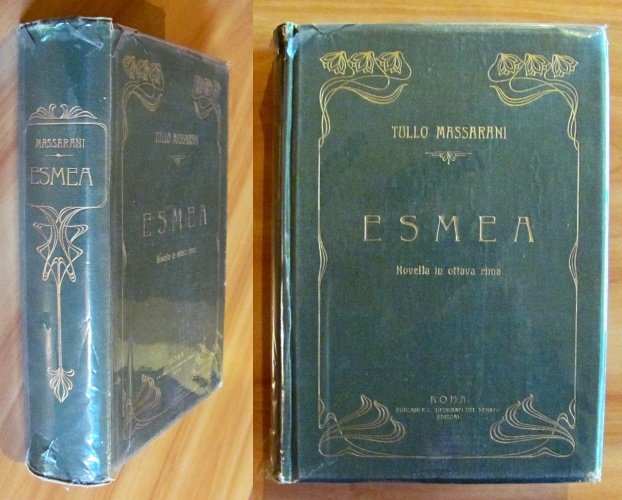 MASSARANI
ESMEA
TULLO MASSARANI
ESMEA
Novella in ottava rima
ROMA
TULLO MASSARANI
ESMEA
Novella in ottava rima
ROMA
FORZANI E C. TIPOGRAFI DEL SENATO
EDITORI